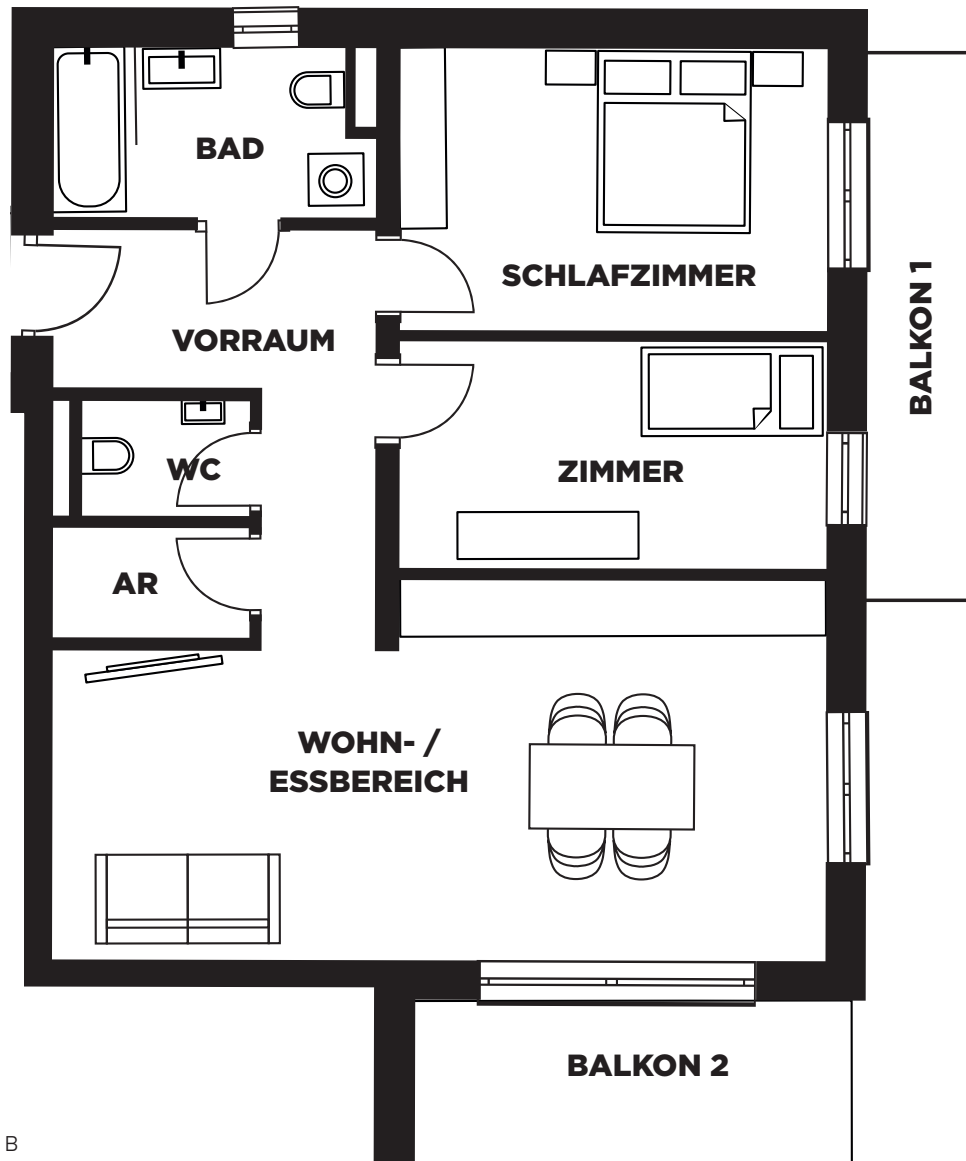 BAD
SCHLAFZIMMER
BALKON 1
VORRAUM
WC
ZIMMER
AR
WOHN- /
ESSBEREICH
BALKON 2
B